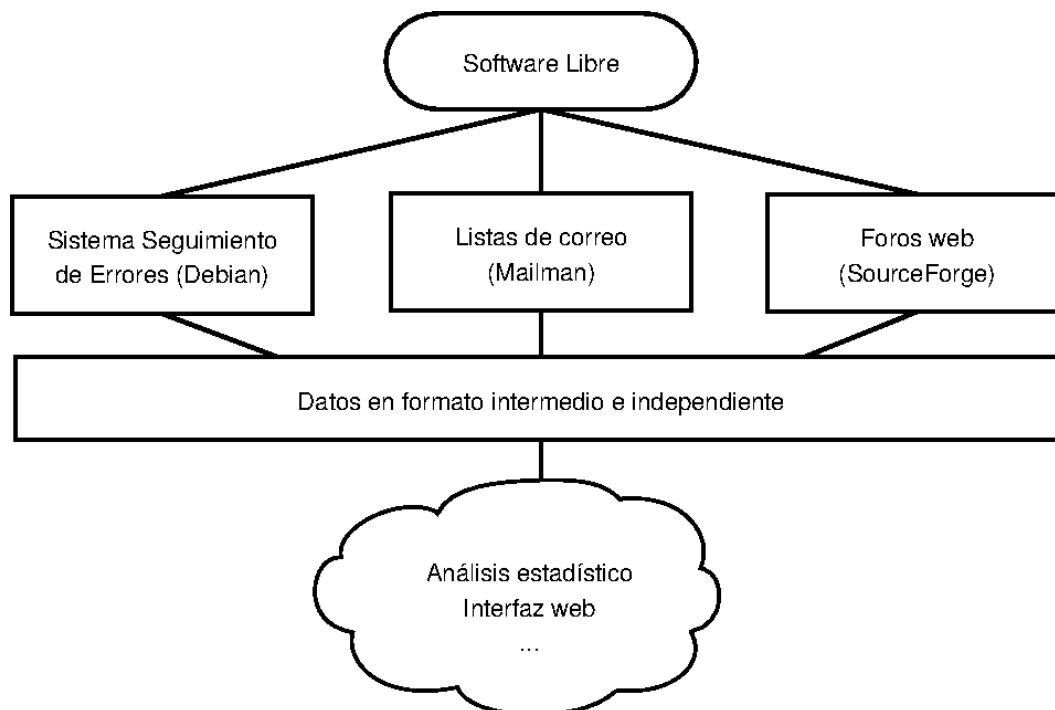 Software Libre
Sistema Seguimiento
de Errores (Debian)
Listas de correo
(Mailman)
Foros web
(SourceForge)
Datos en formato intermedio e independiente
Análisis estadístico
Interfaz web
...